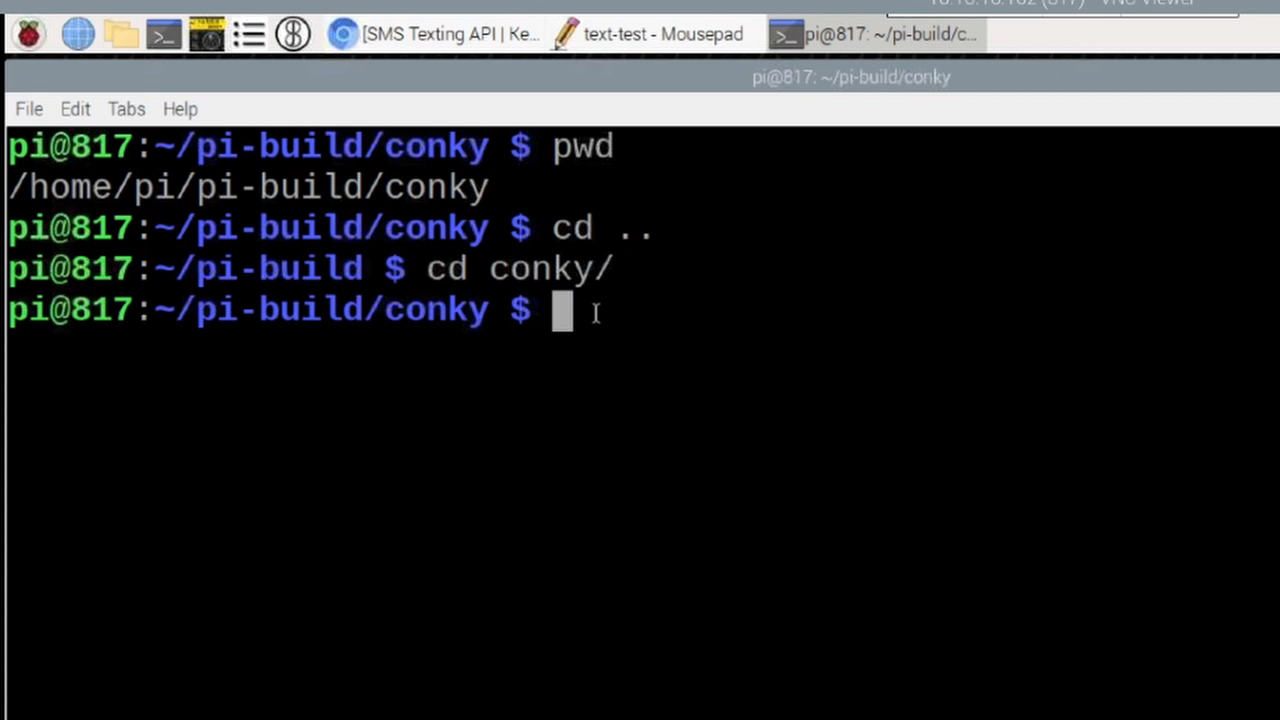 [SMS Texting API | Ke...
text-test - Mousepad
pi@817: ~/pi-build/c...
pi@817: ~/pi-build/conky
File Edit Tabs Help
pi@817:~/pi-build/conky $ pwd
/home/pi/pi-build/conky
pi@817:~/pi-build/conky $ cd ..
pi@817:~/pi-build $ cd conky/
pi@817:~/pi-build/conky $